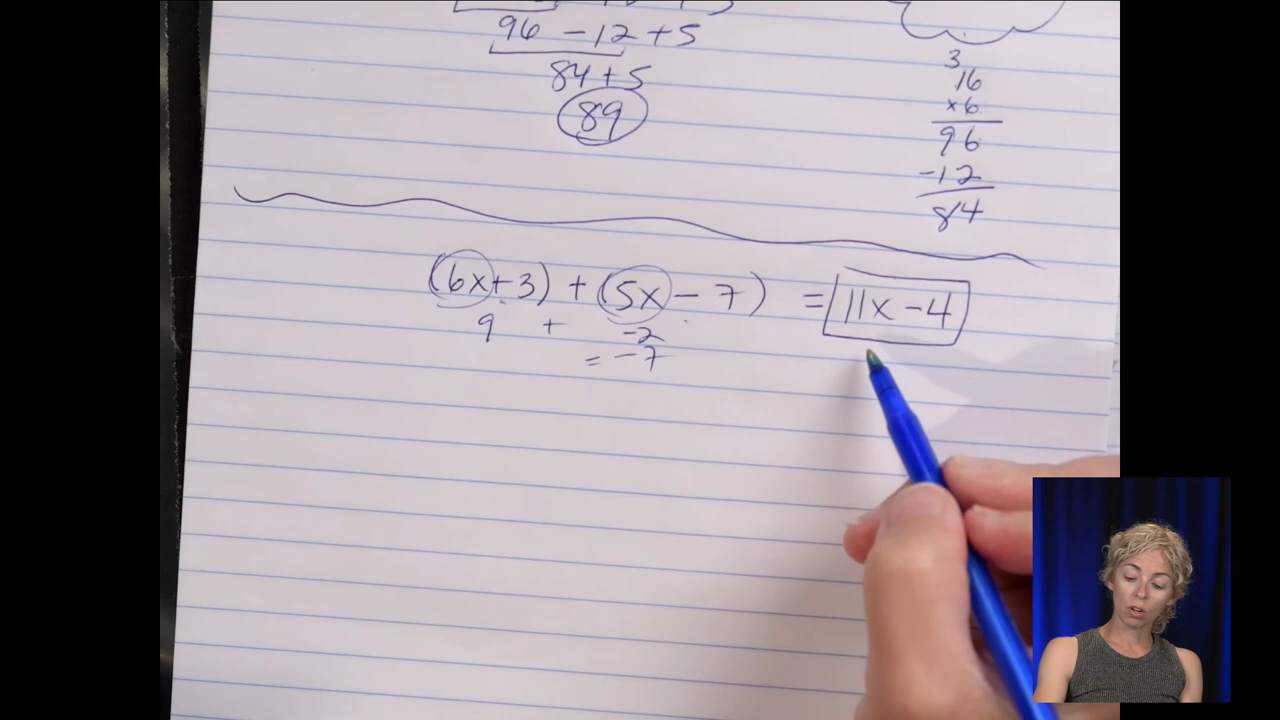 96 - 12 + 5
84 + 5
89
3
16
×6
96
-12
84
(6x+3) + (5x - 7) = 11x - 4
9 + -2
= -7